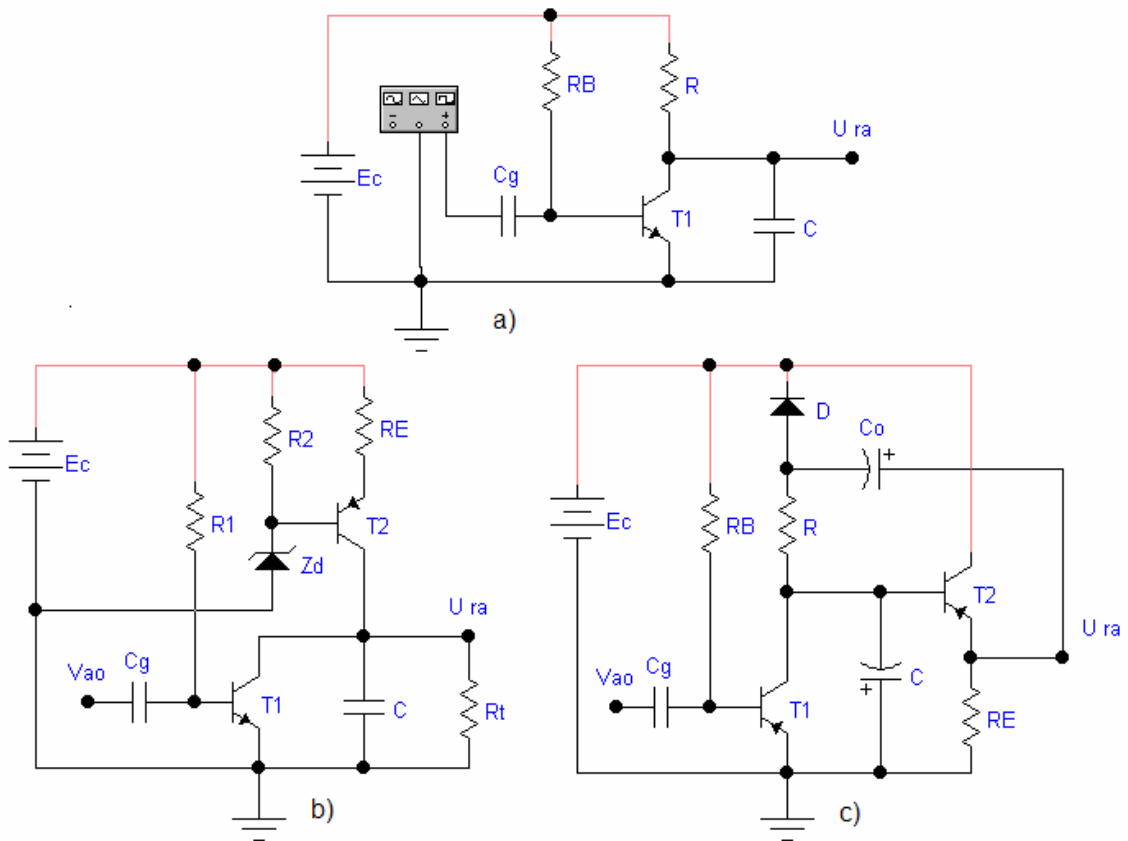 RB
R
U ra
Ec
Cg
T1
C
a)
Ec
R1
R2
RE
T2
Zd
U ra
Vao
Cg
T1
C
Rt
b)
D
Co
+
Ec
RB
R
T2
U ra
Vao
Cg
T1
+
C
RE
c)